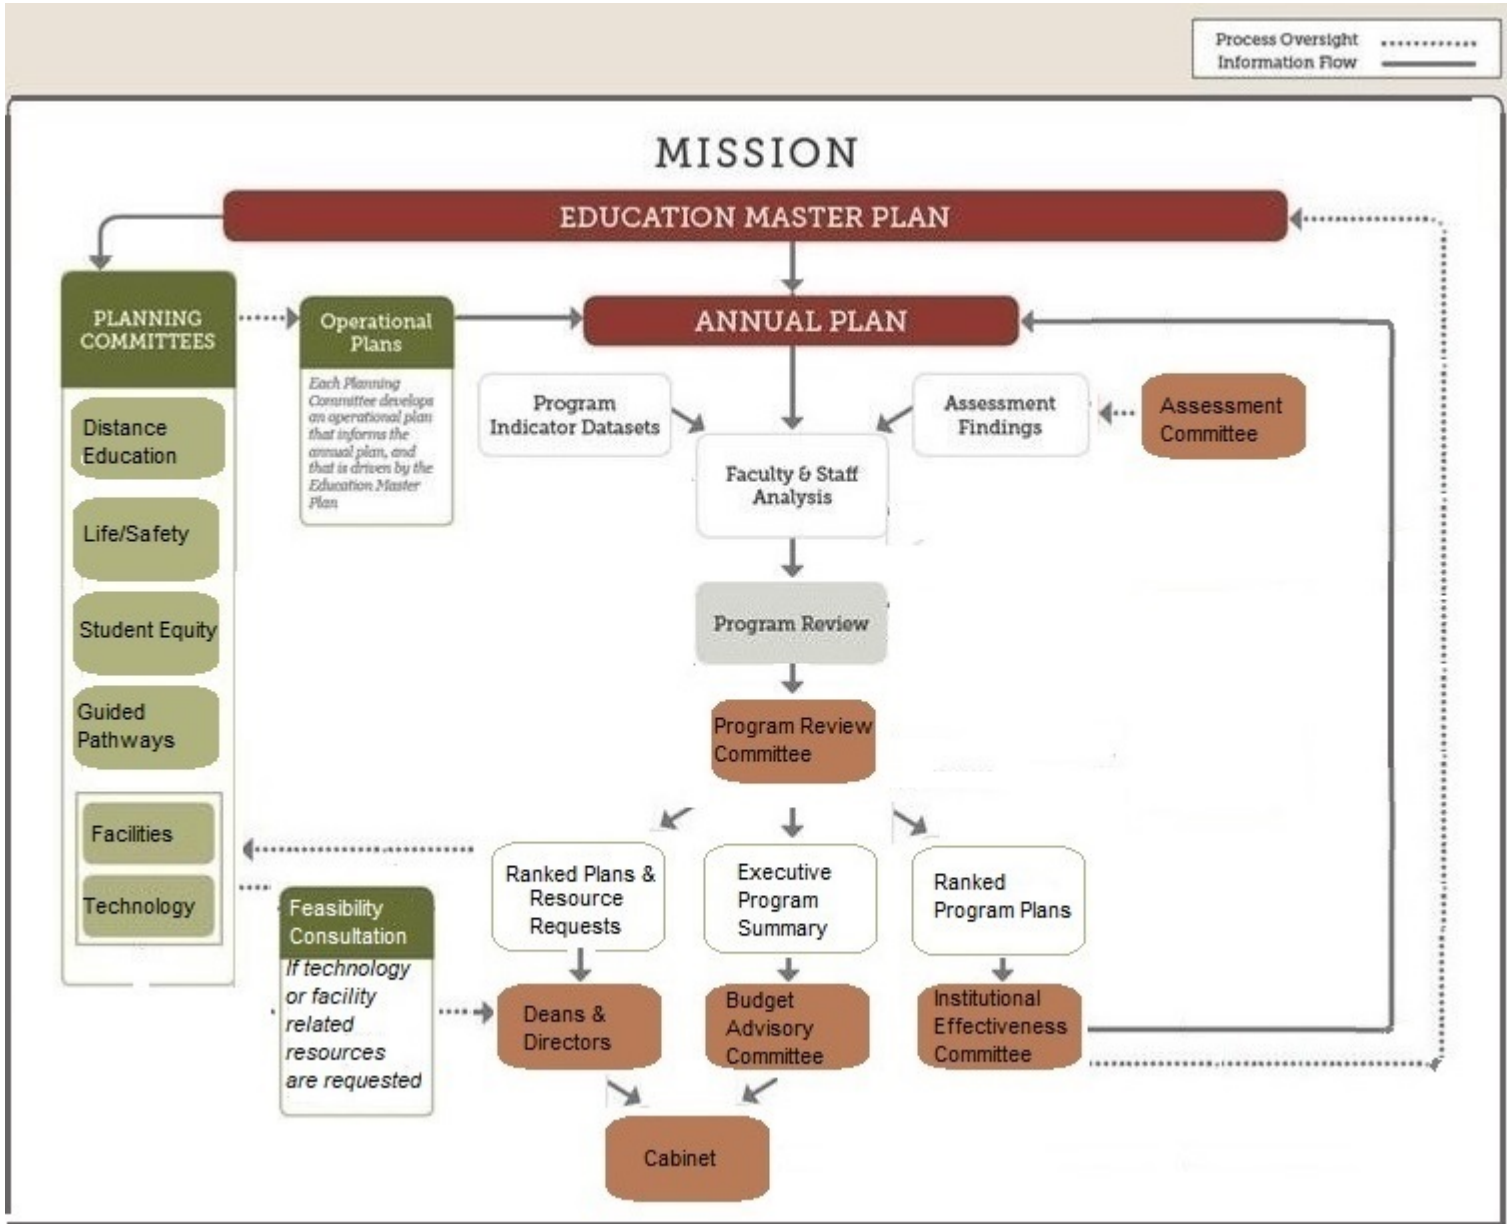 Process Oversight
Information Flow
MISSION
EDUCATION MASTER PLAN
PLANNING
COMMITTEES
Distance
Education
Life/Safety
Student Equity
Guided
Pathways
Facilities
Technology
Operational
Plans
Each Planning
Committee develops
an operational plan
that informs the
annual plan, and
that is driven by the
Education Master
Plan
ANNUAL PLAN
Program
Indicator Datasets
Assessment
Findings
Assessment
Committee
Faculty & Staff
Analysis
Program Review
Program Review
Committee
Ranked Plans &
Resource
Requests
Executive
Program
Summary
Ranked
Program Plans
Feasibility
Consultation
If technology
or facility
related
resources
are requested
Deans &
Directors
Budget
Advisory
Committee
Institutional
Effectiveness
Committee
Cabinet